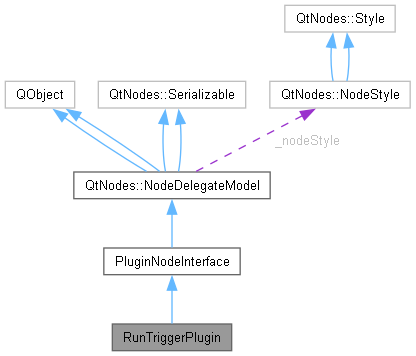 QtNodes::Style
QObject
QtNodes::Serializable
QtNodes::NodeStyle
_nodeStyle
QtNodes::NodeDelegateModel
PluginNodeInterface
RunTriggerPlugin